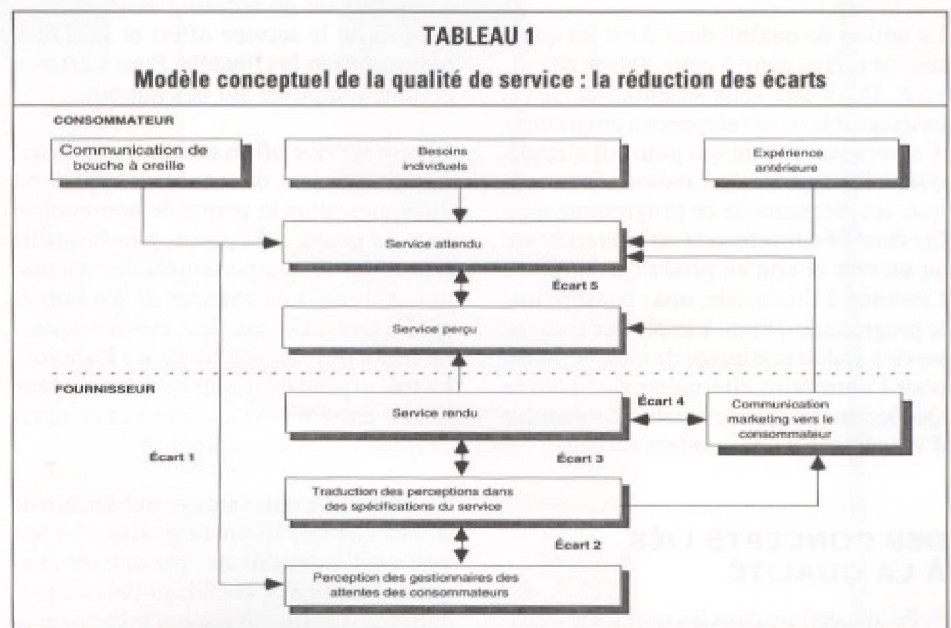 TABLEAU 1
Modèle conceptuel de la qualité de service : la réduction des écarts
CONSOMMATEUR
Communication de
bouche à oreille
Besoins
individuels
Expérience
antérieure
Service attendu
Écart 5
Service perçu
FOURNISSEUR
Service rendu
Écart 4
Communication
marketing vers le
consommateur
Écart 1
Écart 3
Traduction des perceptions dans
des spécifications du service
Écart 2
Perception des gestionnaires des
attentes des consommateurs